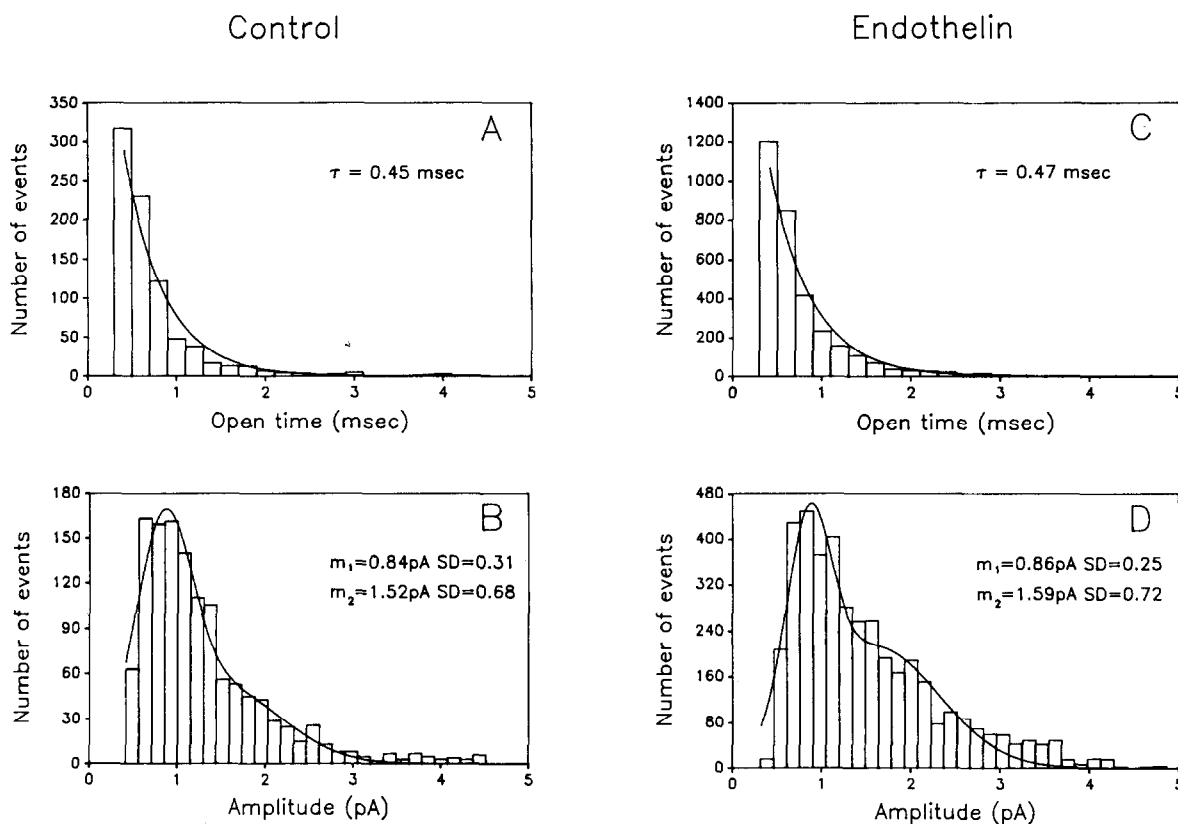 Control
Endothelin
A
τ = 0.45 msec
Number of events
350
300
250
200
150
100
50
0
0 1 2 3 4 5
Open time (msec)
C
τ = 0.47 msec
Number of events
1400
1200
1000
800
600
400
200
0
0 1 2 3 4 5
Open time (msec)
B
m₁=0.84pA SD=0.31
m₂=1.52pA SD=0.68
Number of events
180
150
120
90
60
30
0
0 1 2 3 4 5
Amplitude (pA)
D
m₁=0.86pA SD=0.25
m₂=1.59pA SD=0.72
Number of events
480
400
320
240
160
80
0
0 1 2 3 4 5
Amplitude (pA)